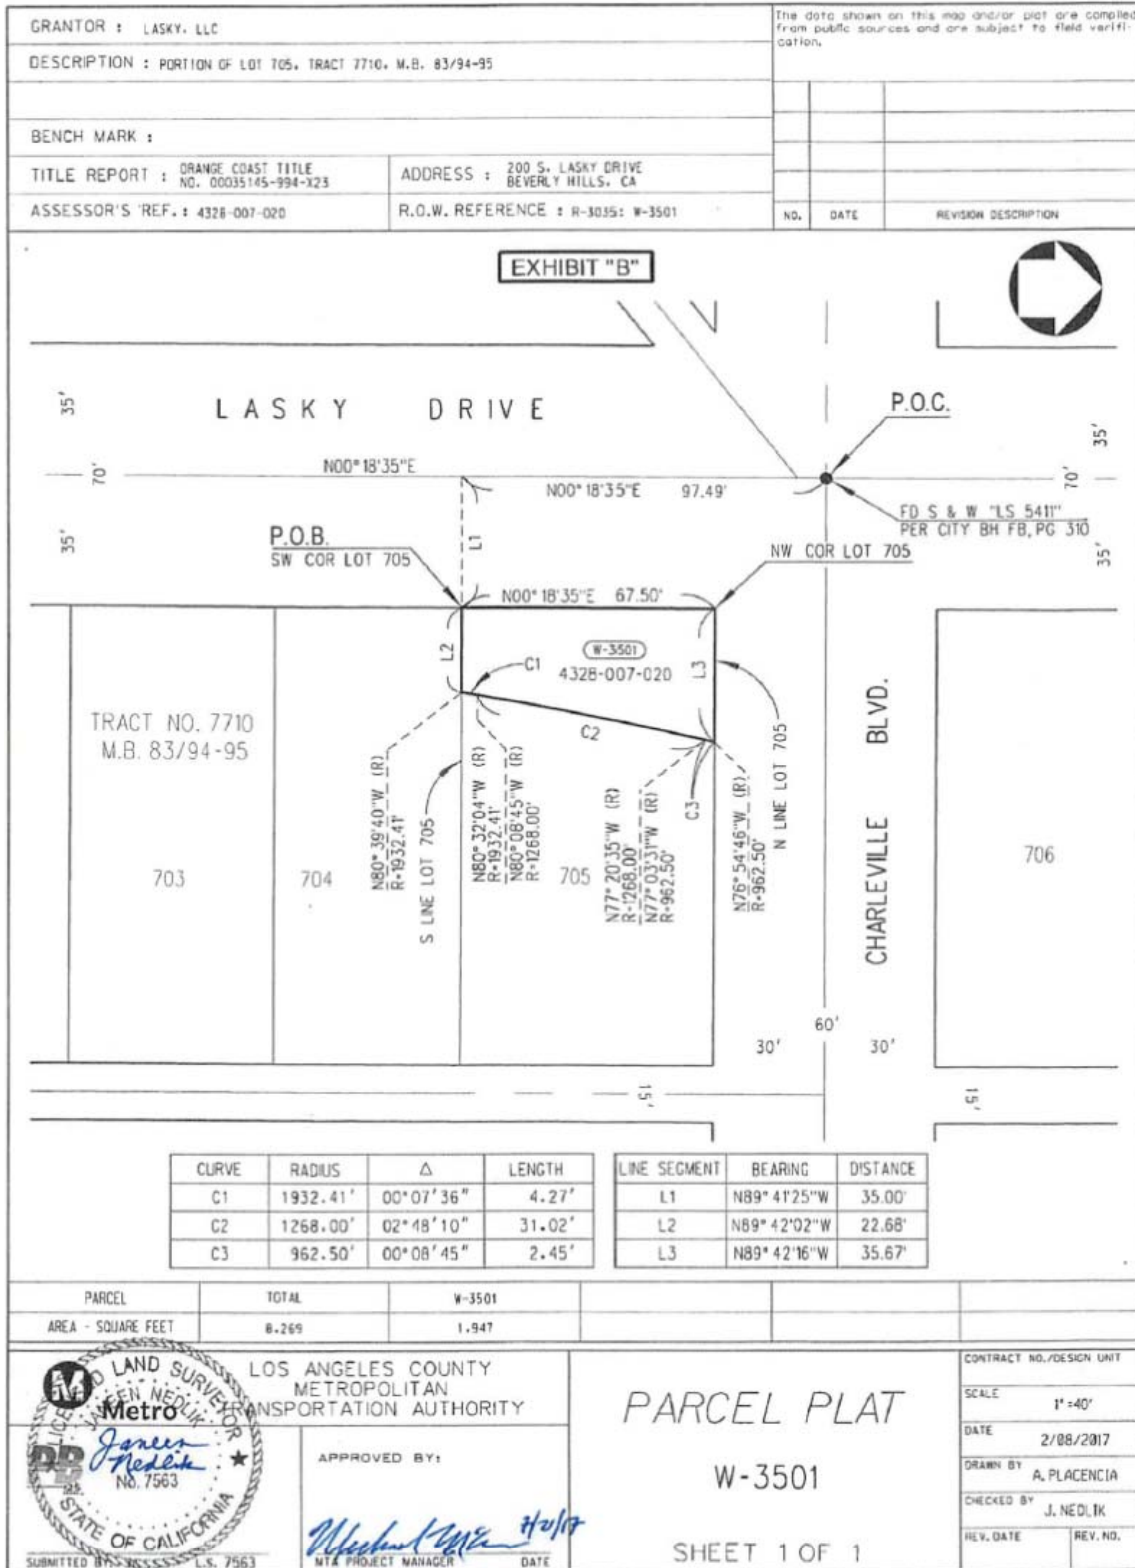 GRANTOR : LASKY, LLC
The data shown on this map and/or plat are compiled
from public sources and are subject to field verifi-
cation.
DESCRIPTION : PORTION OF LOT 705, TRACT 7710, M.B. 83/94-95
BENCH MARK :
TITLE REPORT : ORANGE COAST TITLE
NO. 00035145-994-X23
ADDRESS : 200 S. LASKY DRIVE
BEVERLY HILLS, CA
ASSESSOR'S REF. : 4328-007-020
R.O.W. REFERENCE : R-3035: W-3501
NO. DATE REVISION DESCRIPTION
EXHIBIT "B"
35'
LASKY DRIVE
P.O.C.
35'
70'
N00°18'35"E
N00°18'35"E 97.49'
70'
FD S & W "LS 5411"
PER CITY BH FB, PG 310
35'
P.O.B.
SW COR LOT 705
L1
NW COR LOT 705
35'
N00°18'35"E 67.50'
L2
C1
W-3501
4328-007-020
L3
C2
TRACT NO. 7710
M.B. 83/94-95
N80°39'40"W (R)
R=1932.41'
S LINE LOT 705
N80°32'04"W (R)
R=1932.41'
N80°08'45"W (R)
R=1268.00'
N77°20'35"W (R)
R=1268.00'
N77°03'31"W (R)
R=962.50'
C3
N76°54'46"W (R)
R=962.50'
N LINE LOT 705
CHARLEVILLE BLVD.
703
704
705
706
60'
30'
30'
15'
15'
CURVE RADIUS Δ LENGTH
C1 1932.41' 00°07'36" 4.27'
C2 1268.00' 02°48'10" 31.02'
C3 962.50' 00°08'45" 2.45'
LINE SEGMENT BEARING DISTANCE
L1 N89°41'25"W 35.00'
L2 N89°42'02"W 22.68'
L3 N89°42'16"W 35.67'
PARCEL TOTAL W-3501
AREA - SQUARE FEET 8,269 1,947
LICENSED LAND SURVEYOR
JANEEN NEDLIK
Metro
Janeen
Nedlik
No. 7563
STATE OF CALIFORNIA
SUBMITTED BY L.S. 7563
LOS ANGELES COUNTY
METROPOLITAN
TRANSPORTATION AUTHORITY
APPROVED BY:
MTA PROJECT MANAGER DATE
PARCEL PLAT
W-3501
SHEET 1 OF 1
CONTRACT NO./DESIGN UNIT
SCALE
1"=40'
DATE
2/08/2017
DRAWN BY
A. PLACENCIA
CHECKED BY
J. NEDLIK
REV. DATE REV. NO.